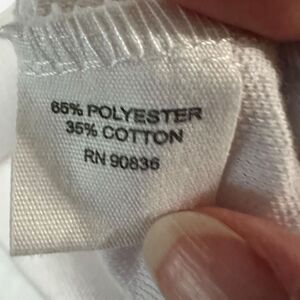 65% POLYESTER
35% COTTON
RN 90836